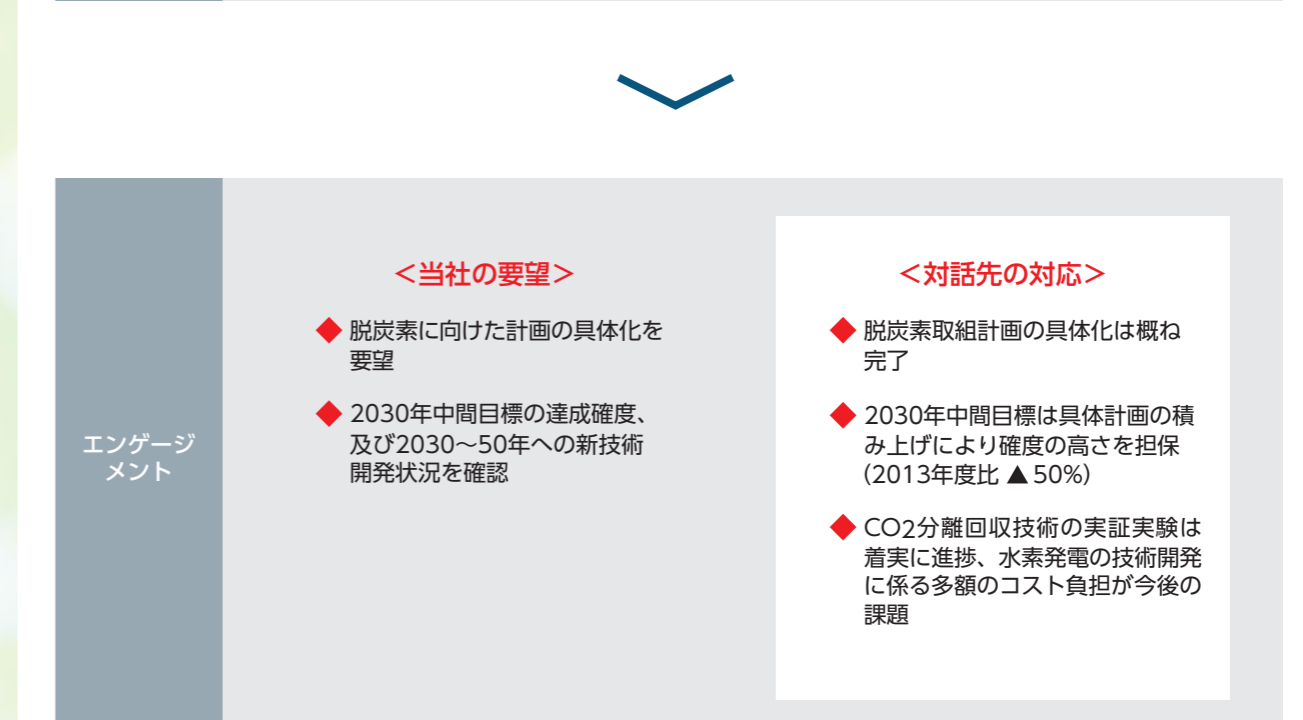 エンゲージ
メント
＜当社の要望＞
◆ 脱炭素に向けた計画の具体化を
要望
◆ 2030年中間目標の達成確度、
及び2030～50年への新技術
開発状況を確認
＜対話先の対応＞
◆ 脱炭素取組計画の具体化は概ね
完了
◆ 2030年中間目標は具体計画の積
み上げにより確度の高さを担保
（2013年度比 ▲50%）
◆ CO2分離回収技術の実証実験は
着実に進捗、水素発電の技術開発
に係る多額のコスト負担が今後の
課題